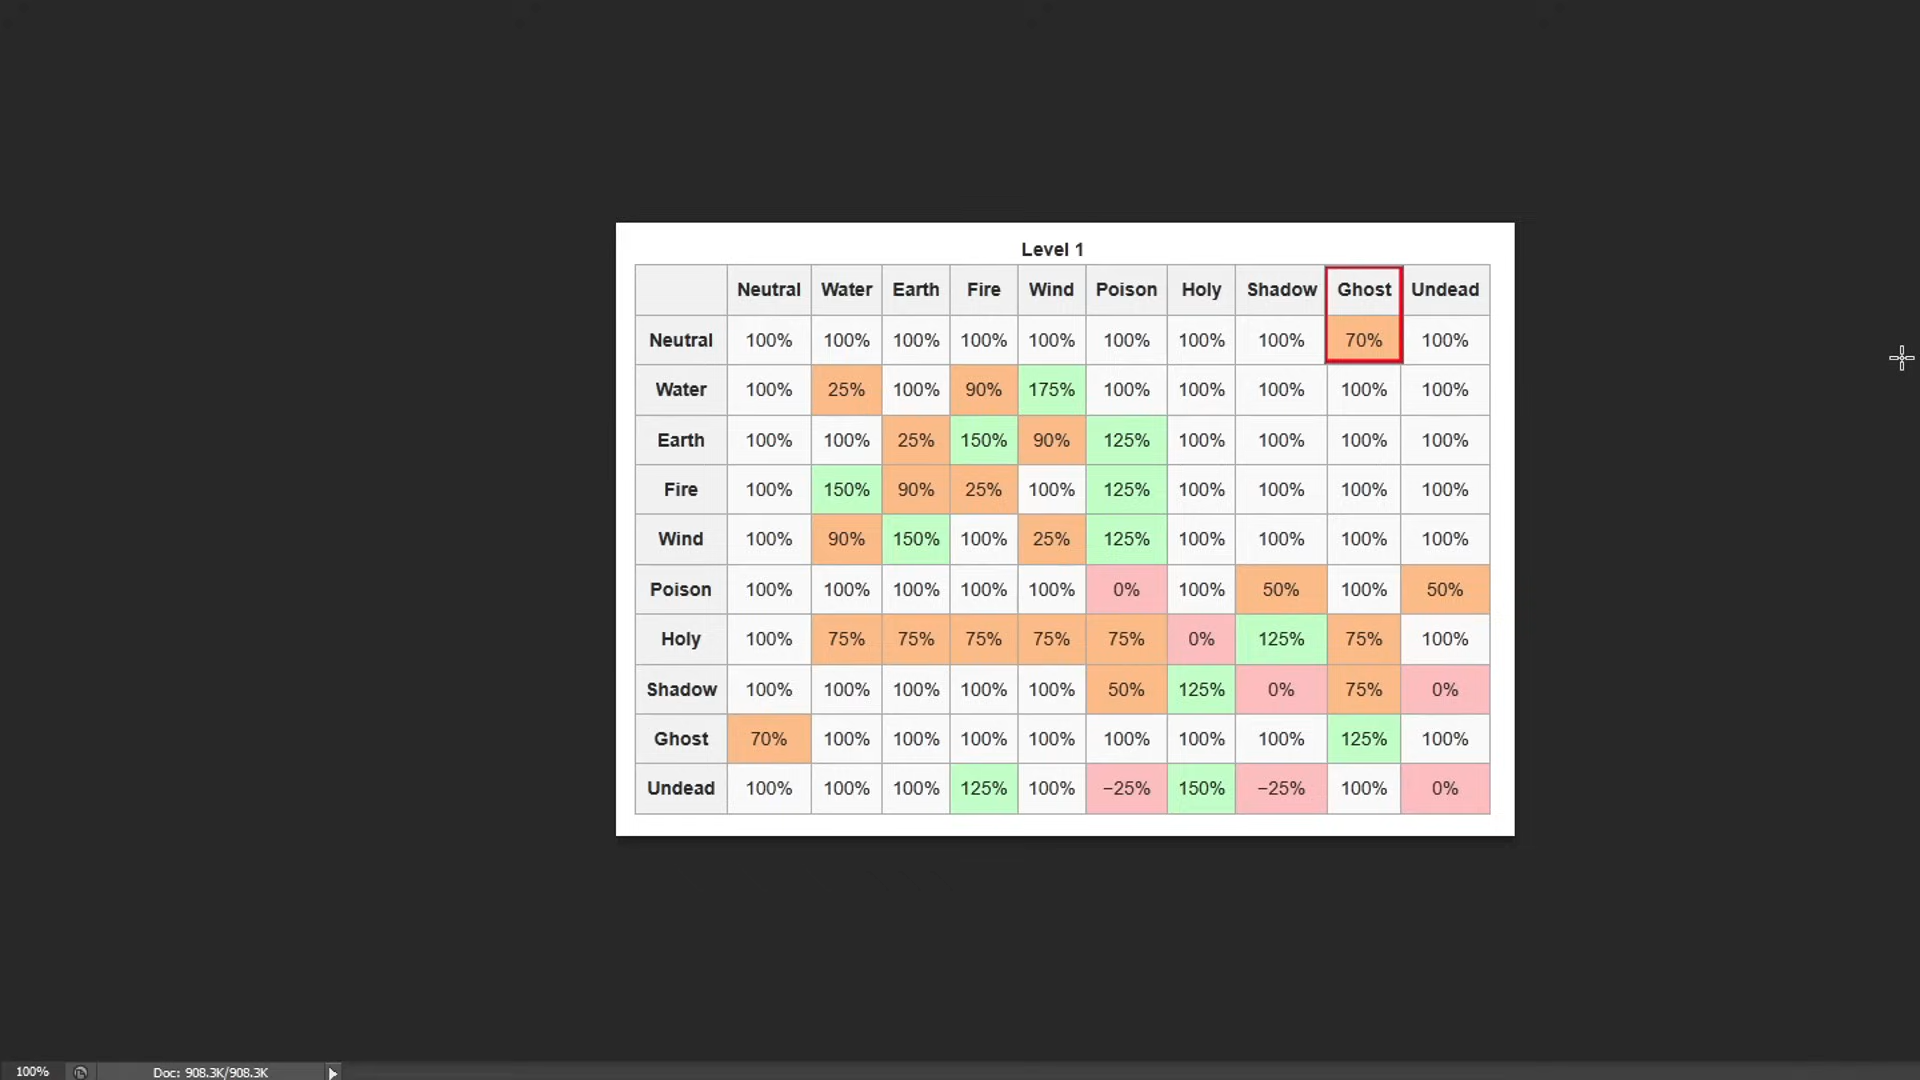 Level 1
Neutral Water Earth Fire Wind Poison Holy Shadow Ghost Undead
Neutral 100% 100% 100% 100% 100% 100% 100% 100% 70% 100%
Water 100% 25% 100% 90% 175% 100% 100% 100% 100% 100%
Earth 100% 100% 25% 150% 90% 125% 100% 100% 100% 100%
Fire 100% 150% 90% 25% 100% 125% 100% 100% 100% 100%
Wind 100% 90% 150% 100% 25% 125% 100% 100% 100% 100%
Poison 100% 100% 100% 100% 100% 0% 100% 50% 100% 50%
Holy 100% 75% 75% 75% 75% 75% 0% 125% 75% 100%
Shadow 100% 100% 100% 100% 100% 50% 125% 0% 75% 0%
Ghost 70% 100% 100% 100% 100% 100% 100% 100% 125% 100%
Undead 100% 100% 100% 125% 100% −25% 150% −25% 100% 0%
100% Doc: 908.3K/908.3K